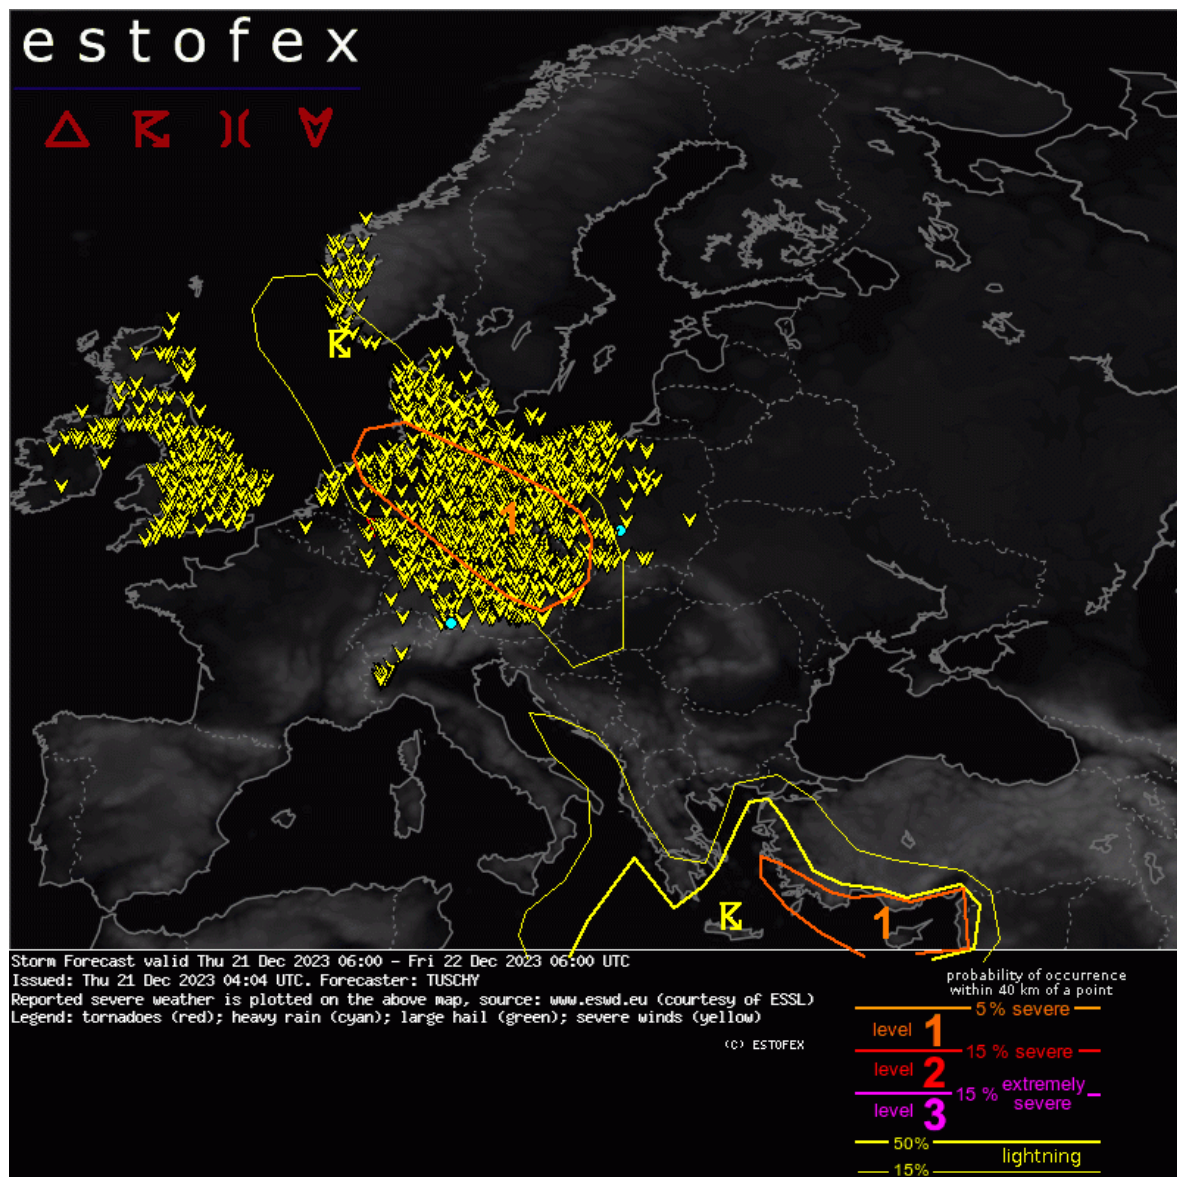 estofex
1
1
Storm Forecast valid Thu 21 Dec 2023 06:00 - Fri 22 Dec 2023 06:00 UTC
Issued: Thu 21 Dec 2023 04:04 UTC. Forecaster: TUSCHY
Reported severe weather is plotted on the above map, source: www.eswd.eu (courtesy of ESSL)
Legend: tornadoes (red); heavy rain (cyan); large hail (green); severe winds (yellow)
(C) ESTOFEX
probability of occurrence
within 40 km of a point
5% severe
level 1
15 % severe
level 2
15 % extremely severe
level 3
50%
lightning
15%